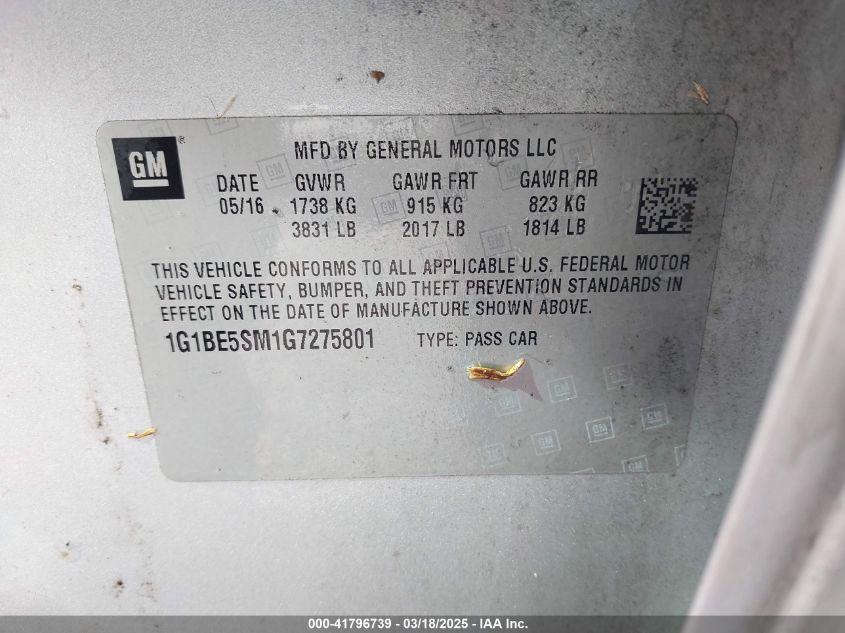 GM
MFD BY GENERAL MOTORS LLC
DATE GVWR GAWR FRT GAWR RR
05/16 1738 KG 915 KG 823 KG
3831 LB 2017 LB 1814 LB
THIS VEHICLE CONFORMS TO ALL APPLICABLE U.S. FEDERAL MOTOR
VEHICLE SAFETY, BUMPER, AND THEFT PREVENTION STANDARDS IN
EFFECT ON THE DATE OF MANUFACTURE SHOWN ABOVE.
1G1BE5SM1G7275801 TYPE: PASS CAR
000-41796739 / 03/18/2025 - IAA Inc.